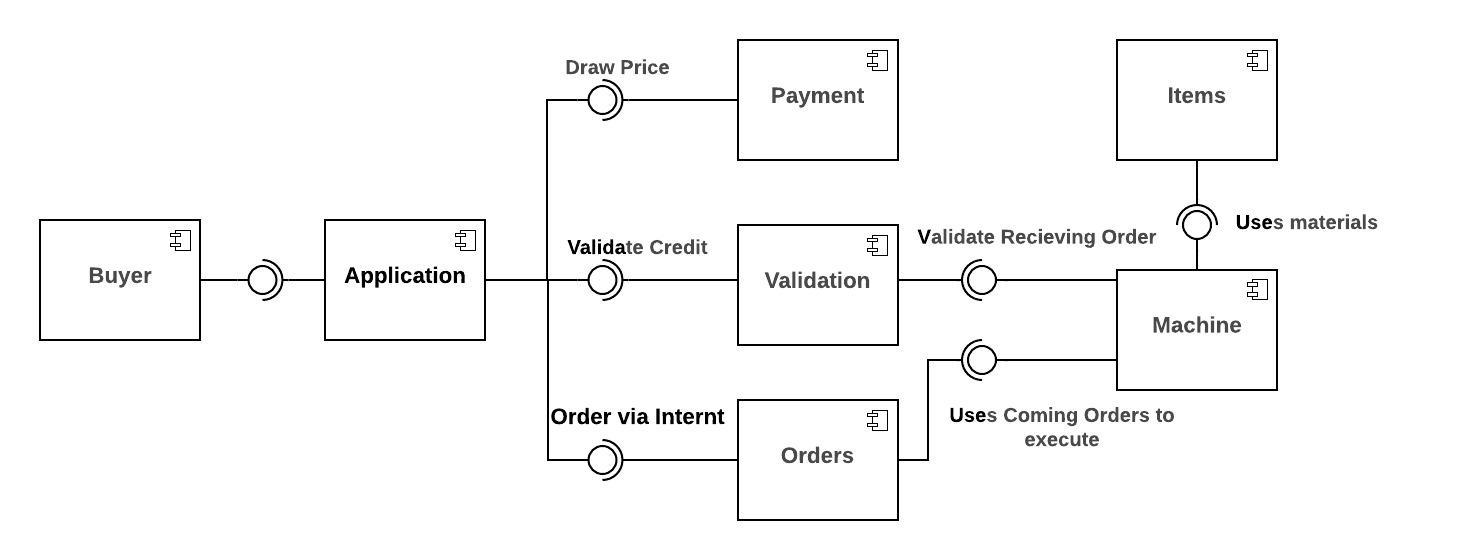 Draw Price
Payment
Items
Buyer
Application
Validate Credit
Validation
Validate Recieving Order
Uses materials
Machine
Order via Internt
Orders
Uses Coming Orders to
execute